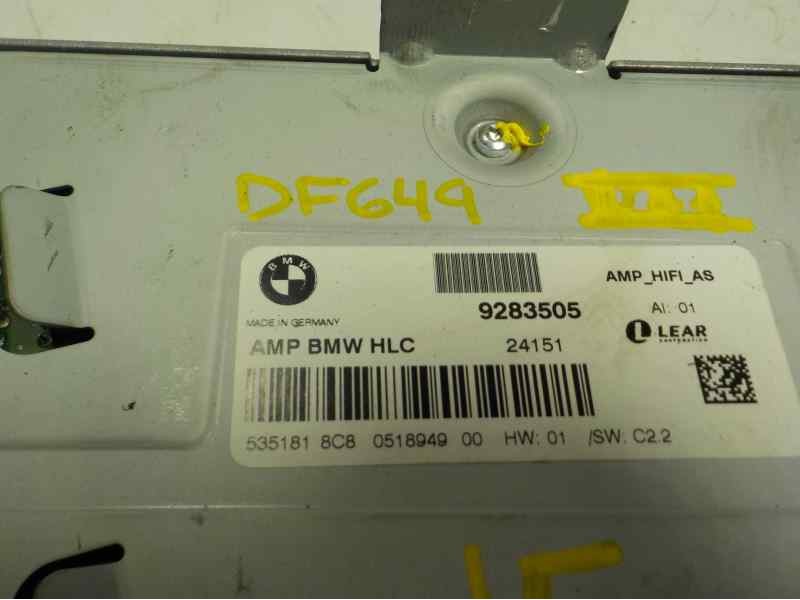 DF649
BMW
AMP_HIFI_AS
9283505
AI: 01
MADE IN GERMANY
LEAR
CORPORATION
AMP BMW HLC 24151
535181 8C8 0518949 00 HW: 01 /SW: C2.2